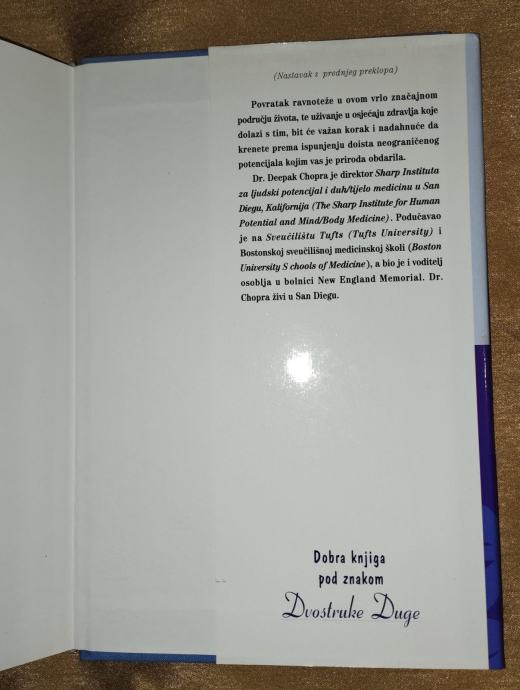 (Nastavak s prednjeg preklopa)
Povratak ravnoteže u ovom vrlo značajnom
području života, te uživanje u osjećaju zdravlja koje
dolazi s tim, bit će važan korak i nadahnuće da
krenete prema ispunjenju doista neograničenog
potencijala kojim vas je priroda obdarila.
Dr. Deepak Chopra je direktor Sharp Instituta
za ljudski potencijal i duh/tijelo medicinu u San
Diegu, Kalifornija (The Sharp Institute for Human
Potential and Mind/Body Medicine). Podučavao
je na Sveučilištu Tufts (Tufts University) i
Bostonskoj sveučilišnoj medicinskoj školi (Boston
University S chools of Medicine), a bio je i voditelj
osoblja u bolnici New England Memorial. Dr.
Chopra živi u San Diegu.
Dobra knjiga
pod znakom
Dvostruke Duge